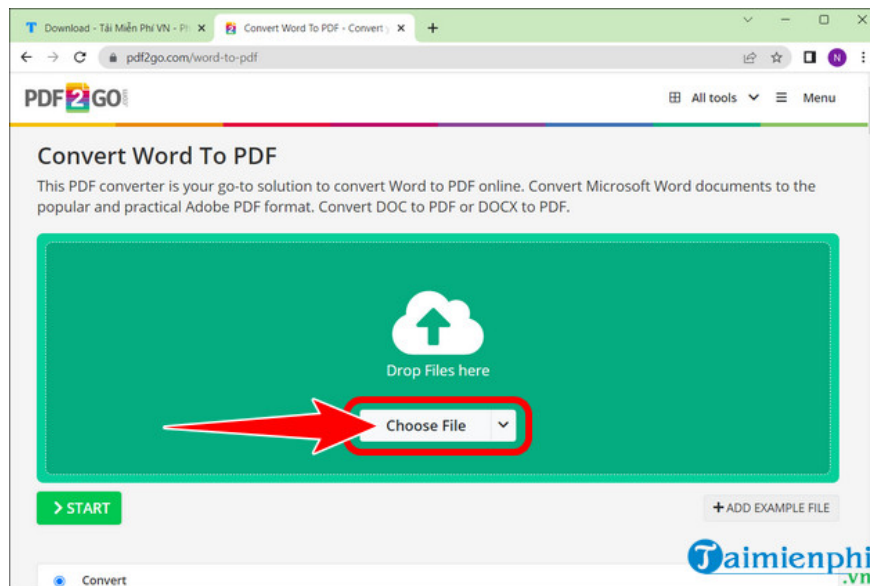 Download - Tải Miễn Phí VN - Ph
Convert Word To PDF - Convert y
pdf2go.com/word-to-pdf
N
PDF2GO.com
All tools
Menu
Convert Word To PDF
This PDF converter is your go-to solution to convert Word to PDF online. Convert Microsoft Word documents to the
popular and practical Adobe PDF format. Convert DOC to PDF or DOCX to PDF.
Drop Files here
Choose File
START
ADD EXAMPLE FILE
Taimienphi
.vn
Convert